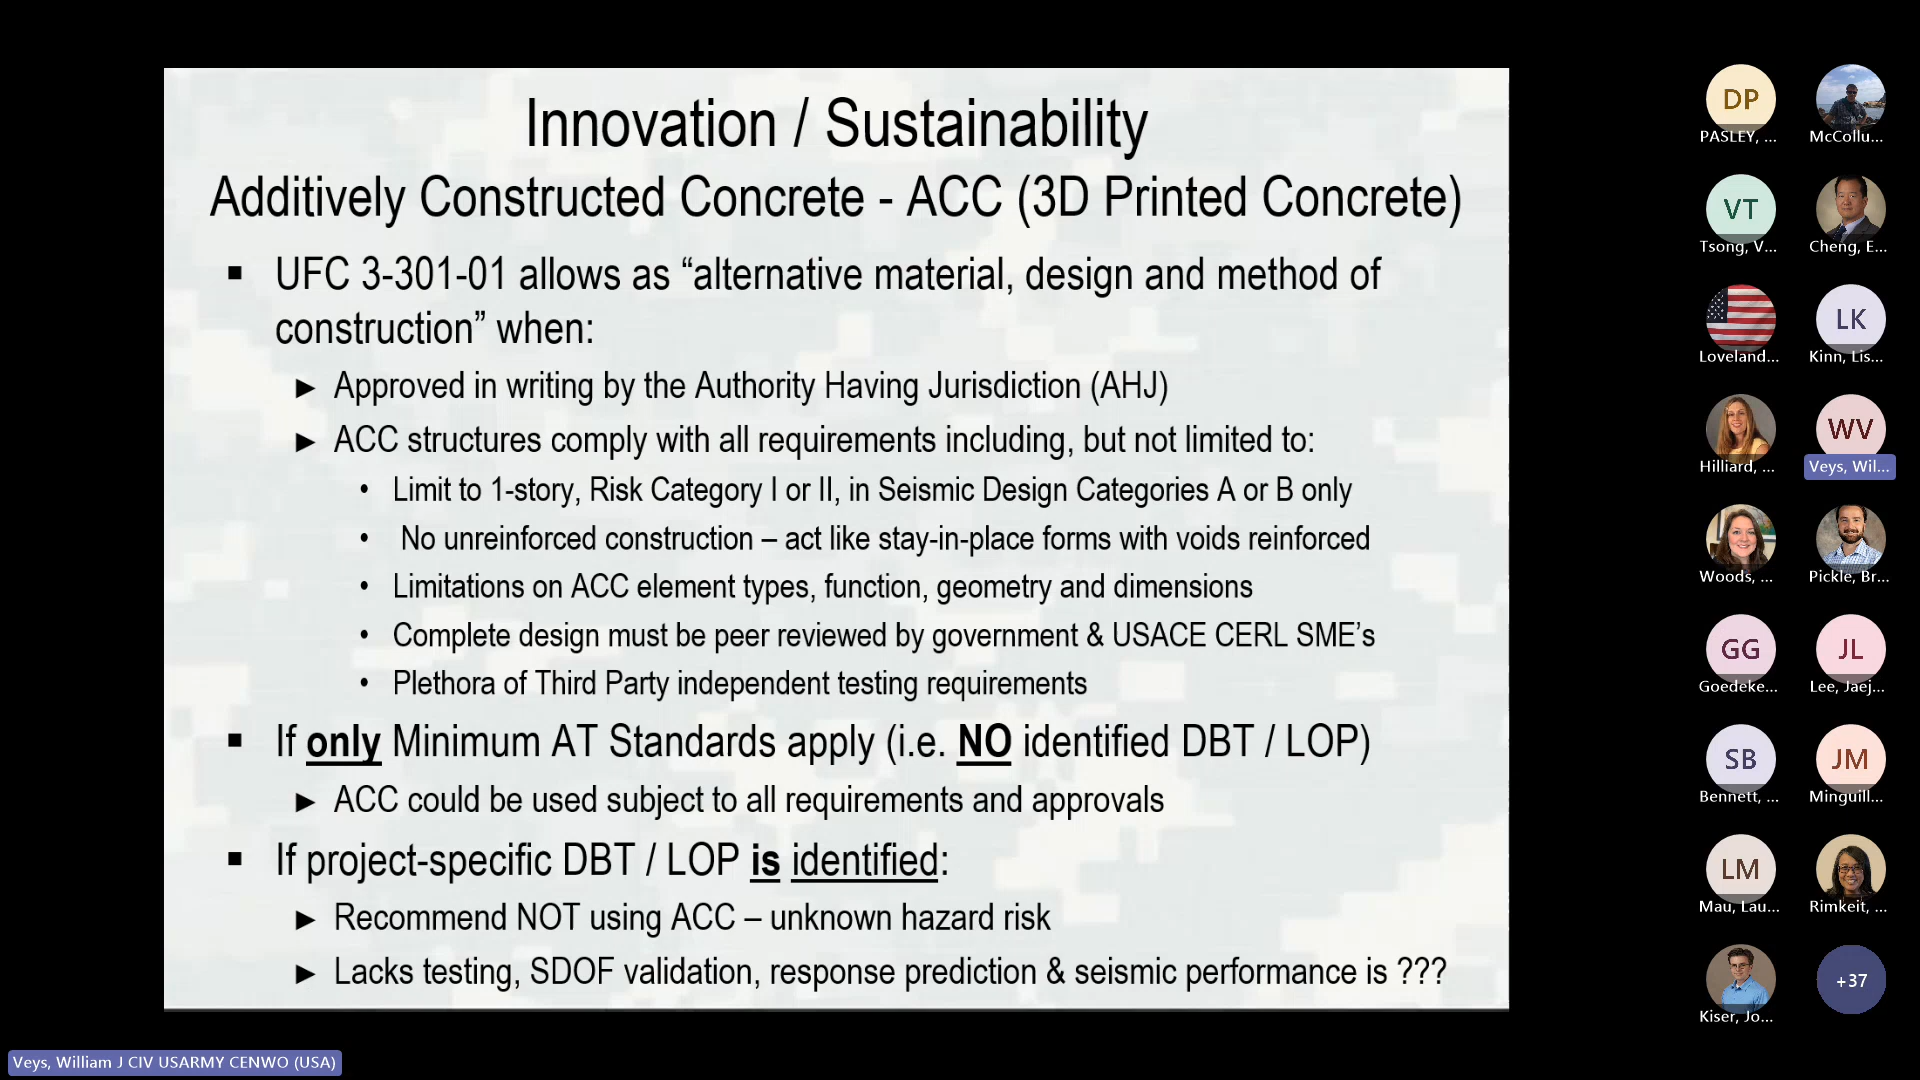 Innovation / Sustainability
Additively Constructed Concrete - ACC (3D Printed Concrete)
▪ UFC 3-301-01 allows as “alternative material, design and method of
construction” when:
► Approved in writing by the Authority Having Jurisdiction (AHJ)
► ACC structures comply with all requirements including, but not limited to:
• Limit to 1-story, Risk Category I or II, in Seismic Design Categories A or B only
• No unreinforced construction – act like stay-in-place forms with voids reinforced
• Limitations on ACC element types, function, geometry and dimensions
• Complete design must be peer reviewed by government & USACE CERL SME’s
• Plethora of Third Party independent testing requirements
▪ If only Minimum AT Standards apply (i.e. NO identified DBT / LOP)
► ACC could be used subject to all requirements and approvals
▪ If project-specific DBT / LOP is identified:
► Recommend NOT using ACC – unknown hazard risk
► Lacks testing, SDOF validation, response prediction & seismic performance is ???
DP
PASLEY, ...
McCollu...
VT
Tsong, V...
Cheng, E...
Loveland...
LK
Kinn, Lis...
Hilliard, ...
WV
Veys, Wil...
Woods, ...
Pickle, Br...
GG
Goedeke...
JL
Lee, Jaej...
SB
Bennett, ...
JM
Minguill...
LM
Mau, Lau...
Rimkeit, ...
Kiser, Jo...
+37
Veys, William J CIV USARMY CENWO (USA)